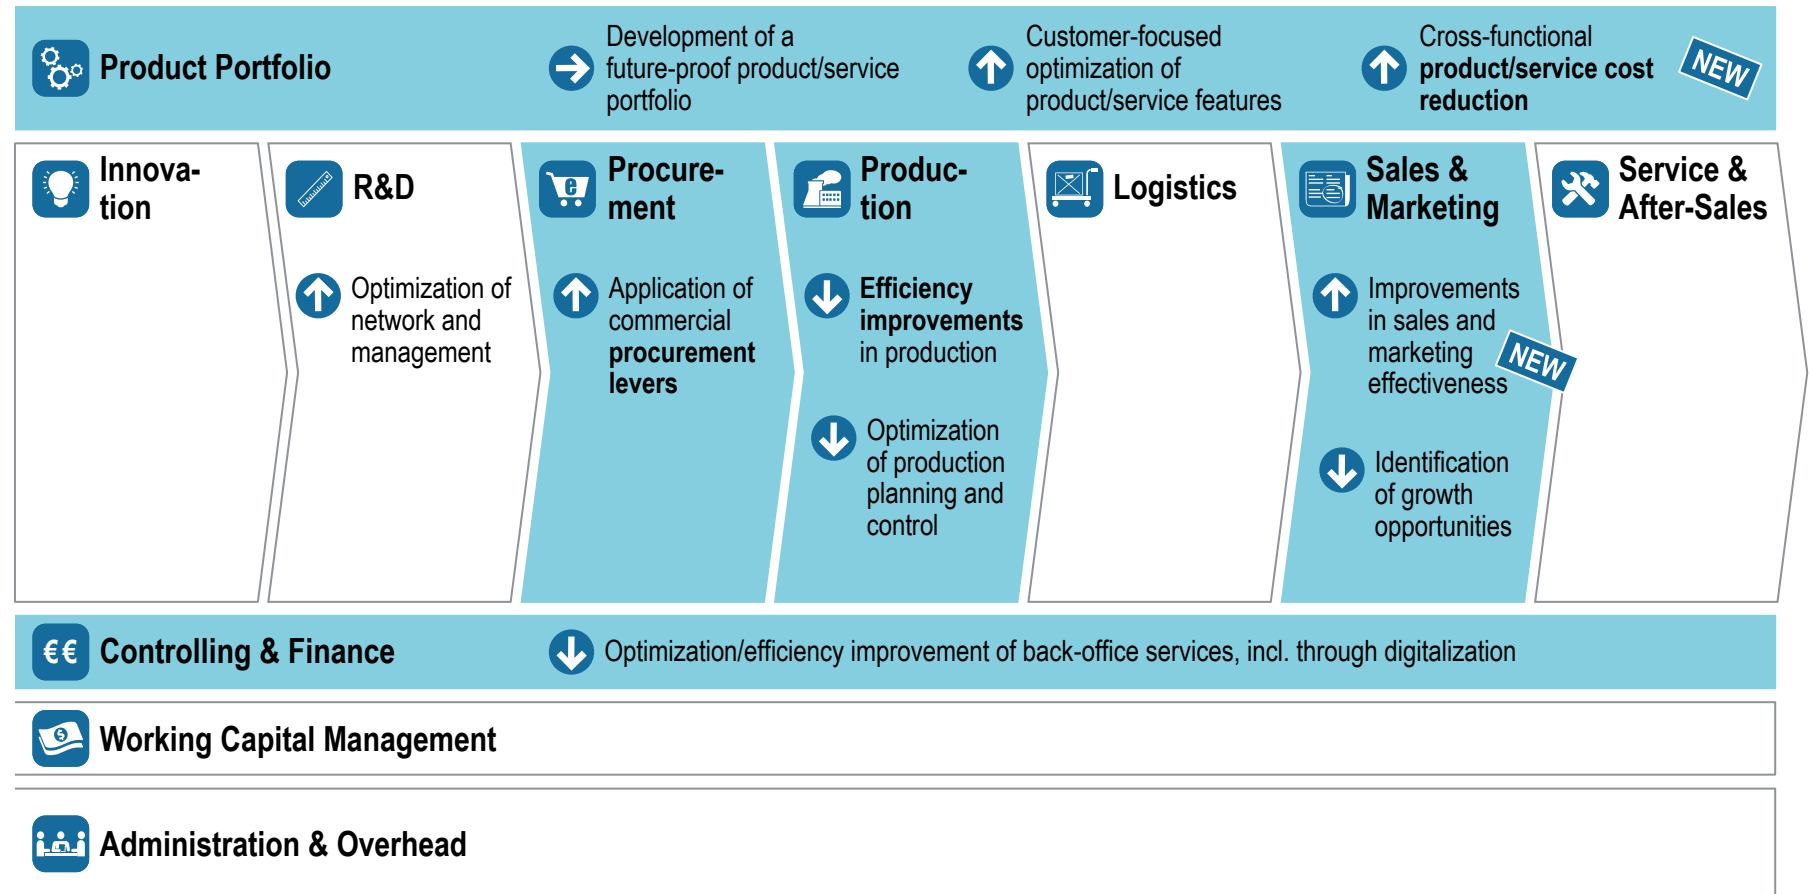 Product Portfolio
Development of a
future-proof product/service
portfolio
Customer-focused
optimization of
product/service features
Cross-functional
product/service cost
reduction
NEW
Innova-
tion
R&D
Optimization of
network and
management
e
Procure-
ment
Application of
commercial
procurement
levers
Produc-
tion
Efficiency
improvements
in production
Optimization
of production
planning and
control
Logistics
Sales &
Marketing
Improvements
in sales and
marketing
effectiveness
NEW
Identification
of growth
opportunities
Service &
After-Sales
€€
Controlling & Finance
Optimization/efficiency improvement of back-office services, incl. through digitalization
$
Working Capital Management
Administration & Overhead